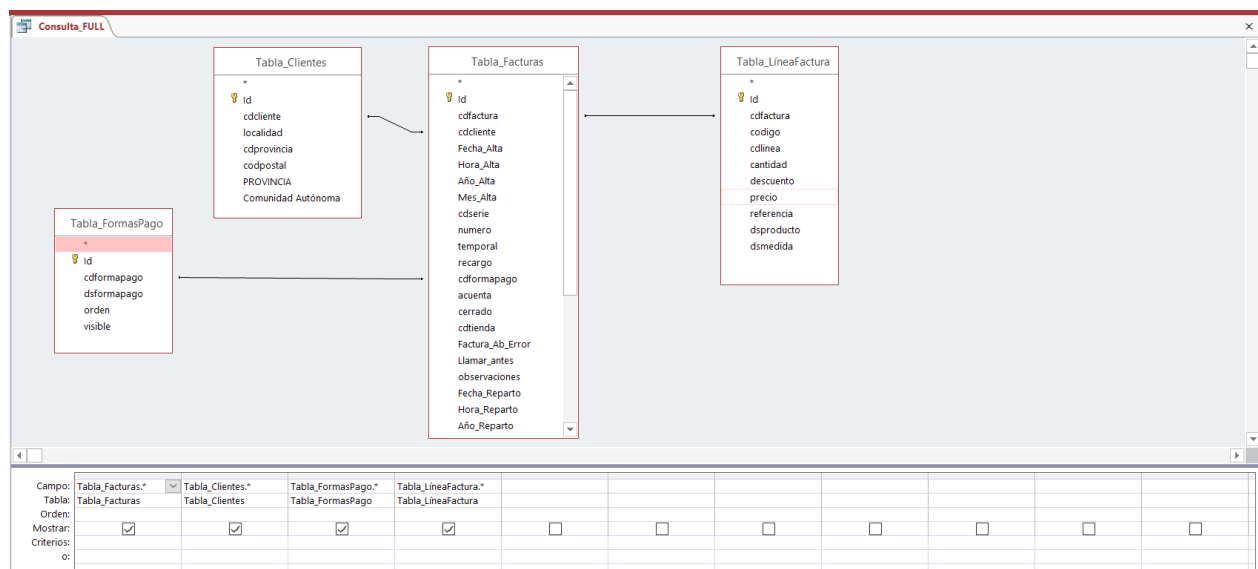 Consulta_FULL
Tabla_Clientes
*
Id
cdcliente
localidad
cdprovincia
codpostal
PROVINCIA
Comunidad Autónoma
Tabla_Facturas
*
Id
cdfactura
cdcliente
Fecha_Alta
Hora_Alta
Año_Alta
Mes_Alta
cdserie
numero
temporal
recargo
cdformapago
acuenta
cerrado
cdtienda
Factura_Ab_Error
Llamar_antes
observaciones
Fecha_Reparto
Hora_Reparto
Año_Reparto
Tabla_LíneaFactura
*
Id
cdfactura
codigo
cdlinea
cantidad
descuento
precio
referencia
dsproducto
dsmedida
Tabla_FormasPago
*
Id
cdformapago
dsformapago
orden
visible
Campo: Tabla_Facturas.* Tabla_Clientes.* Tabla_FormasPago.* Tabla_LíneaFactura.*
Tabla: Tabla_Facturas Tabla_Clientes Tabla_FormasPago Tabla_LíneaFactura
Orden:
Mostrar:
Criterios:
o: